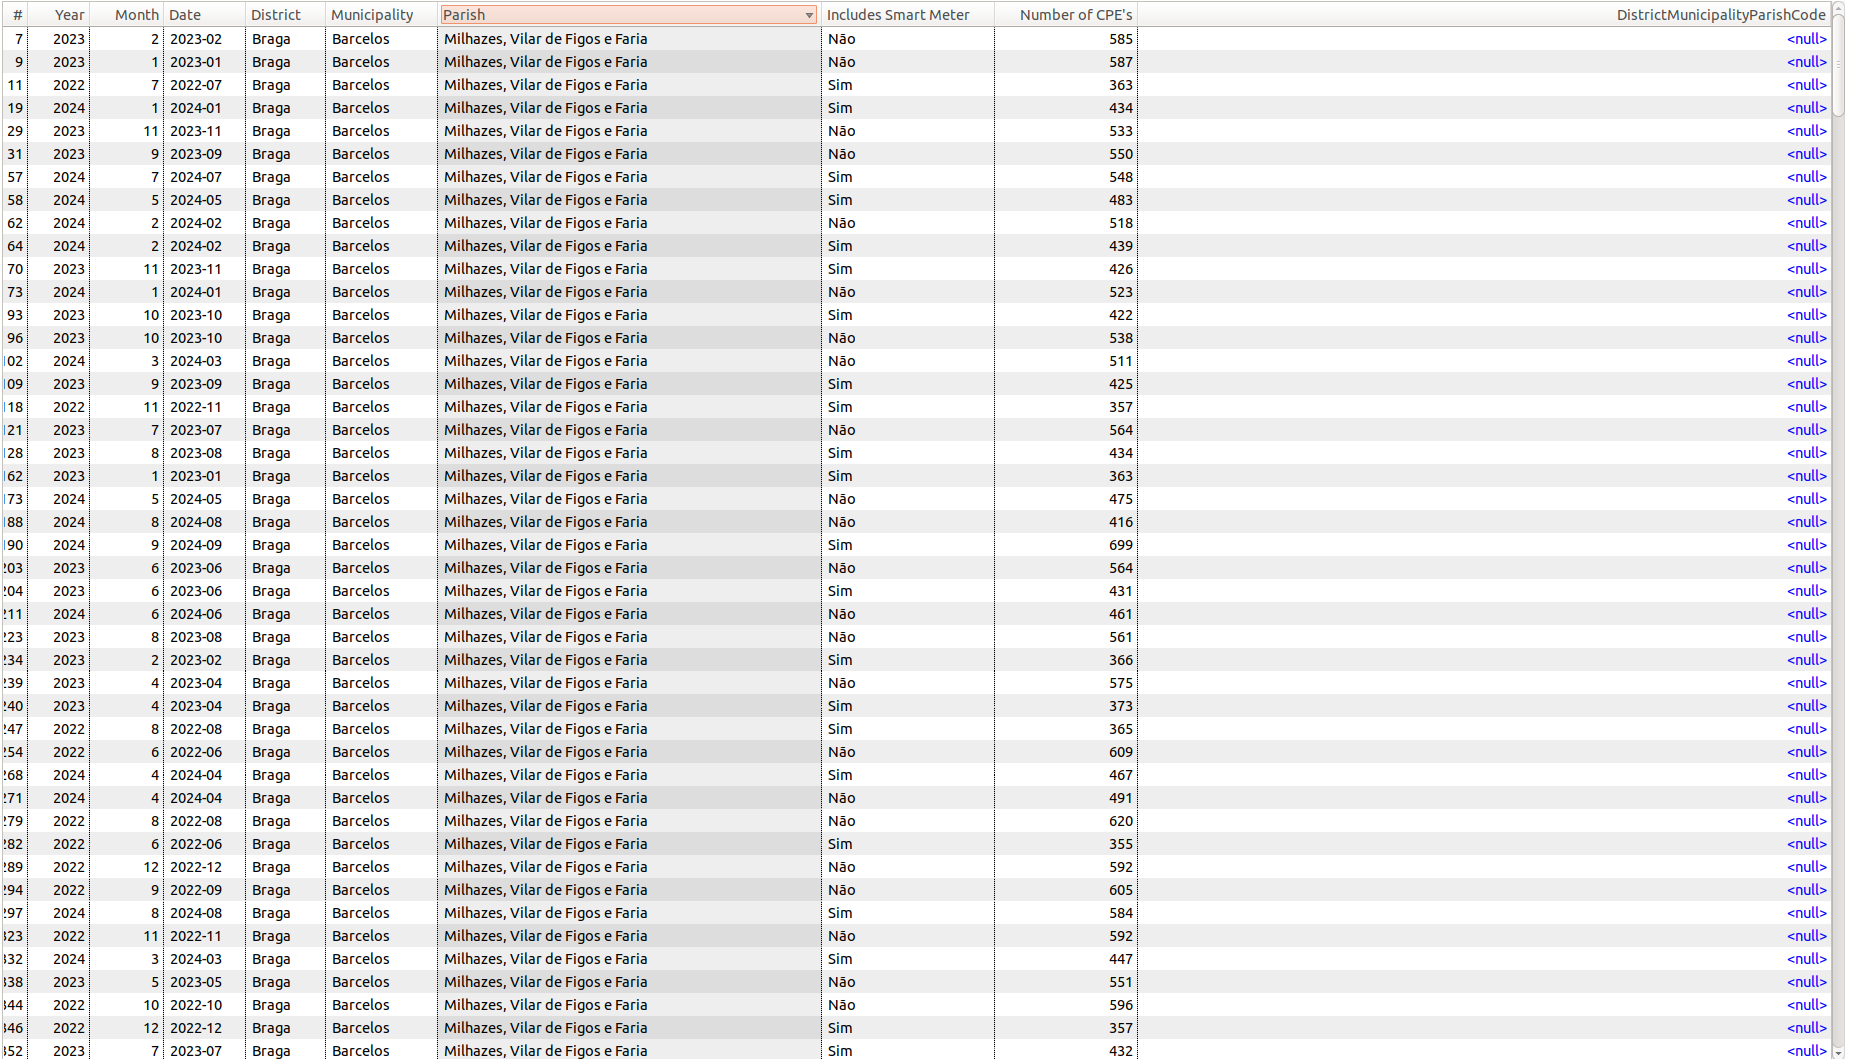 # Year Month Date District Municipality Parish Includes Smart Meter Number of CPE's DistrictMunicipalityParishCode
7 2023 2 2023-02 Braga Barcelos Milhazes, Vilar de Figos e Faria Não 585 <null>
9 2023 1 2023-01 Braga Barcelos Milhazes, Vilar de Figos e Faria Não 587 <null>
11 2022 7 2022-07 Braga Barcelos Milhazes, Vilar de Figos e Faria Sim 363 <null>
19 2024 1 2024-01 Braga Barcelos Milhazes, Vilar de Figos e Faria Sim 434 <null>
29 2023 11 2023-11 Braga Barcelos Milhazes, Vilar de Figos e Faria Não 533 <null>
31 2023 9 2023-09 Braga Barcelos Milhazes, Vilar de Figos e Faria Não 550 <null>
57 2024 7 2024-07 Braga Barcelos Milhazes, Vilar de Figos e Faria Sim 548 <null>
58 2024 5 2024-05 Braga Barcelos Milhazes, Vilar de Figos e Faria Sim 483 <null>
62 2024 2 2024-02 Braga Barcelos Milhazes, Vilar de Figos e Faria Não 518 <null>
64 2024 2 2024-02 Braga Barcelos Milhazes, Vilar de Figos e Faria Sim 439 <null>
70 2023 11 2023-11 Braga Barcelos Milhazes, Vilar de Figos e Faria Sim 426 <null>
73 2024 1 2024-01 Braga Barcelos Milhazes, Vilar de Figos e Faria Não 523 <null>
93 2023 10 2023-10 Braga Barcelos Milhazes, Vilar de Figos e Faria Sim 422 <null>
96 2023 10 2023-10 Braga Barcelos Milhazes, Vilar de Figos e Faria Não 538 <null>
102 2024 3 2024-03 Braga Barcelos Milhazes, Vilar de Figos e Faria Não 511 <null>
109 2023 9 2023-09 Braga Barcelos Milhazes, Vilar de Figos e Faria Sim 425 <null>
118 2022 11 2022-11 Braga Barcelos Milhazes, Vilar de Figos e Faria Sim 357 <null>
121 2023 7 2023-07 Braga Barcelos Milhazes, Vilar de Figos e Faria Não 564 <null>
128 2023 8 2023-08 Braga Barcelos Milhazes, Vilar de Figos e Faria Sim 434 <null>
162 2023 1 2023-01 Braga Barcelos Milhazes, Vilar de Figos e Faria Sim 363 <null>
173 2024 5 2024-05 Braga Barcelos Milhazes, Vilar de Figos e Faria Não 475 <null>
188 2024 8 2024-08 Braga Barcelos Milhazes, Vilar de Figos e Faria Não 416 <null>
190 2024 9 2024-09 Braga Barcelos Milhazes, Vilar de Figos e Faria Sim 699 <null>
203 2023 6 2023-06 Braga Barcelos Milhazes, Vilar de Figos e Faria Não 564 <null>
204 2023 6 2023-06 Braga Barcelos Milhazes, Vilar de Figos e Faria Sim 431 <null>
211 2024 6 2024-06 Braga Barcelos Milhazes, Vilar de Figos e Faria Não 461 <null>
223 2023 8 2023-08 Braga Barcelos Milhazes, Vilar de Figos e Faria Não 561 <null>
234 2023 2 2023-02 Braga Barcelos Milhazes, Vilar de Figos e Faria Sim 366 <null>
239 2023 4 2023-04 Braga Barcelos Milhazes, Vilar de Figos e Faria Não 575 <null>
240 2023 4 2023-04 Braga Barcelos Milhazes, Vilar de Figos e Faria Sim 373 <null>
247 2022 8 2022-08 Braga Barcelos Milhazes, Vilar de Figos e Faria Sim 365 <null>
254 2022 6 2022-06 Braga Barcelos Milhazes, Vilar de Figos e Faria Não 609 <null>
268 2024 4 2024-04 Braga Barcelos Milhazes, Vilar de Figos e Faria Sim 467 <null>
271 2024 4 2024-04 Braga Barcelos Milhazes, Vilar de Figos e Faria Não 491 <null>
279 2022 8 2022-08 Braga Barcelos Milhazes, Vilar de Figos e Faria Não 620 <null>
282 2022 6 2022-06 Braga Barcelos Milhazes, Vilar de Figos e Faria Sim 355 <null>
289 2022 12 2022-12 Braga Barcelos Milhazes, Vilar de Figos e Faria Não 592 <null>
294 2022 9 2022-09 Braga Barcelos Milhazes, Vilar de Figos e Faria Não 605 <null>
297 2024 8 2024-08 Braga Barcelos Milhazes, Vilar de Figos e Faria Sim 584 <null>
323 2022 11 2022-11 Braga Barcelos Milhazes, Vilar de Figos e Faria Não 592 <null>
332 2024 3 2024-03 Braga Barcelos Milhazes, Vilar de Figos e Faria Sim 447 <null>
338 2023 5 2023-05 Braga Barcelos Milhazes, Vilar de Figos e Faria Não 551 <null>
344 2022 10 2022-10 Braga Barcelos Milhazes, Vilar de Figos e Faria Não 596 <null>
346 2022 12 2022-12 Braga Barcelos Milhazes, Vilar de Figos e Faria Sim 357 <null>
352 2023 7 2023-07 Braga Barcelos Milhazes, Vilar de Figos e Faria Sim 432 <null>